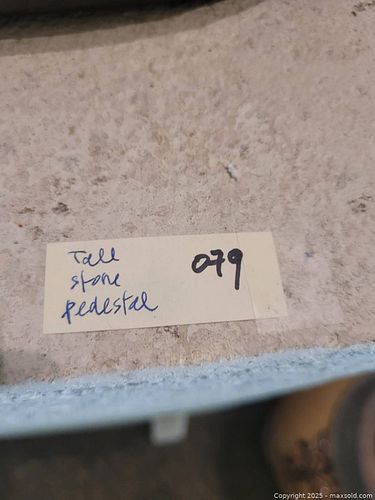 Tall 079
stone
pedestal
Copyright 2025 - maxsold.com